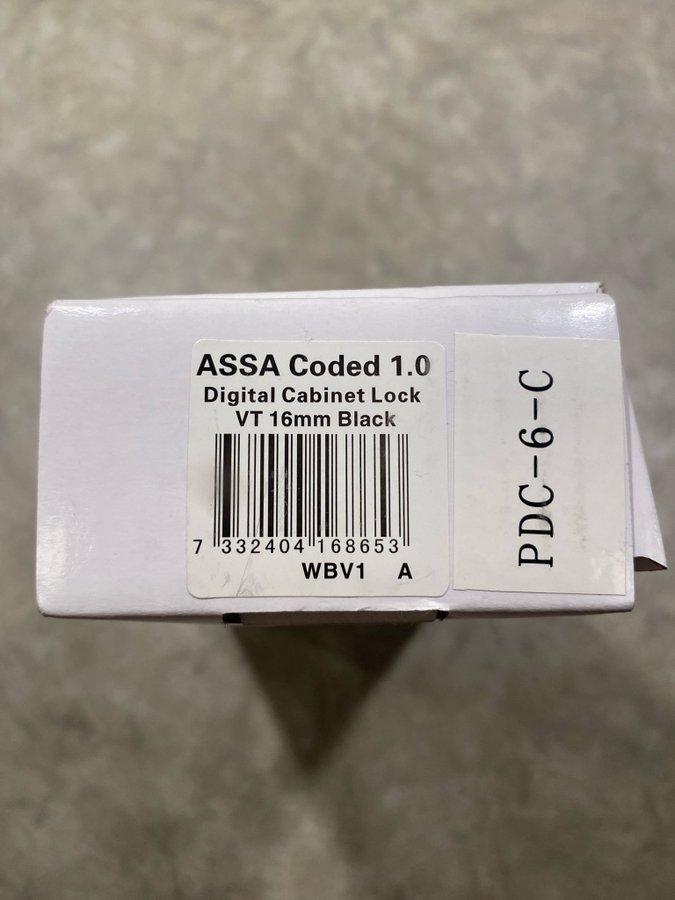 ASSA Coded 1.0
Digital Cabinet Lock
VT 16mm Black
7 332404 168653
WBV1 A
PDC-6-C